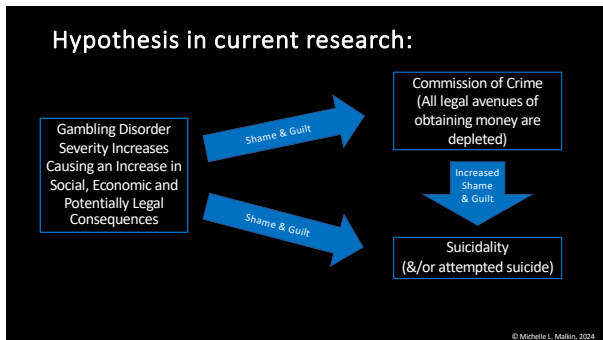 Hypothesis in current research:
Gambling Disorder
Severity Increases
Causing an Increase in
Social, Economic and
Potentially Legal
Consequences
Shame & Guilt
Commission of Crime
(All legal avenues of
obtaining money are
depleted)
Increased
Shame
& Guilt
Shame & Guilt
Suicidality
(&/or attempted suicide)
© Michelle L. Malkin, 2024